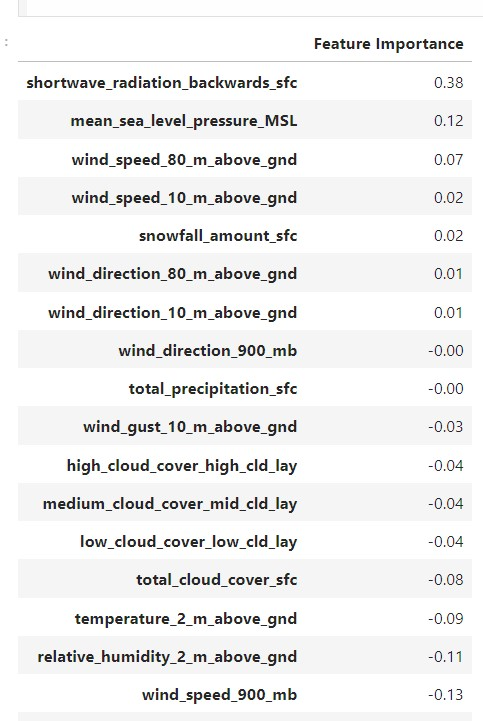 :
Feature Importance
shortwave_radiation_backwards_sfc 0.38
mean_sea_level_pressure_MSL 0.12
wind_speed_80_m_above_gnd 0.07
wind_speed_10_m_above_gnd 0.02
snowfall_amount_sfc 0.02
wind_direction_80_m_above_gnd 0.01
wind_direction_10_m_above_gnd 0.01
wind_direction_900_mb -0.00
total_precipitation_sfc -0.00
wind_gust_10_m_above_gnd -0.03
high_cloud_cover_high_cld_lay -0.04
medium_cloud_cover_mid_cld_lay -0.04
low_cloud_cover_low_cld_lay -0.04
total_cloud_cover_sfc -0.08
temperature_2_m_above_gnd -0.09
relative_humidity_2_m_above_gnd -0.11
wind_speed_900_mb -0.13